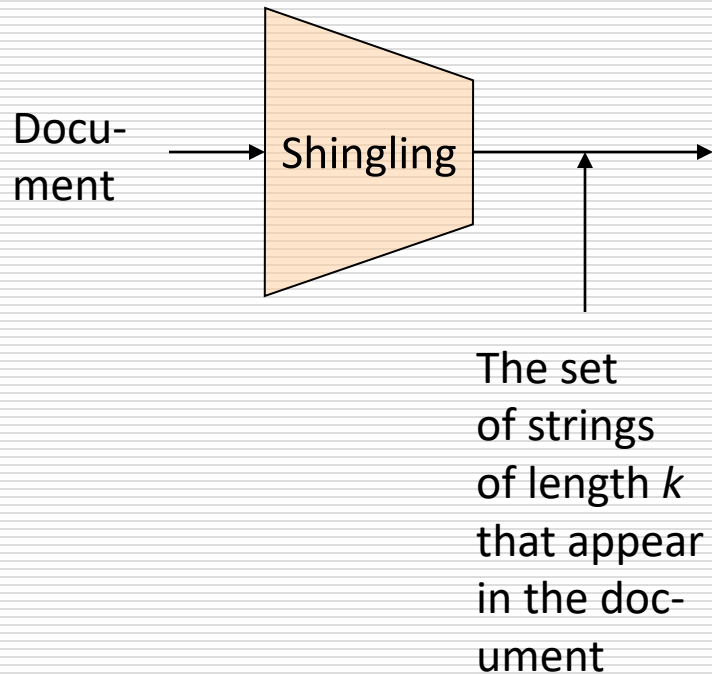 Docu-
ment
Shingling
The set
of strings
of length k
that appear
in the doc-
ument